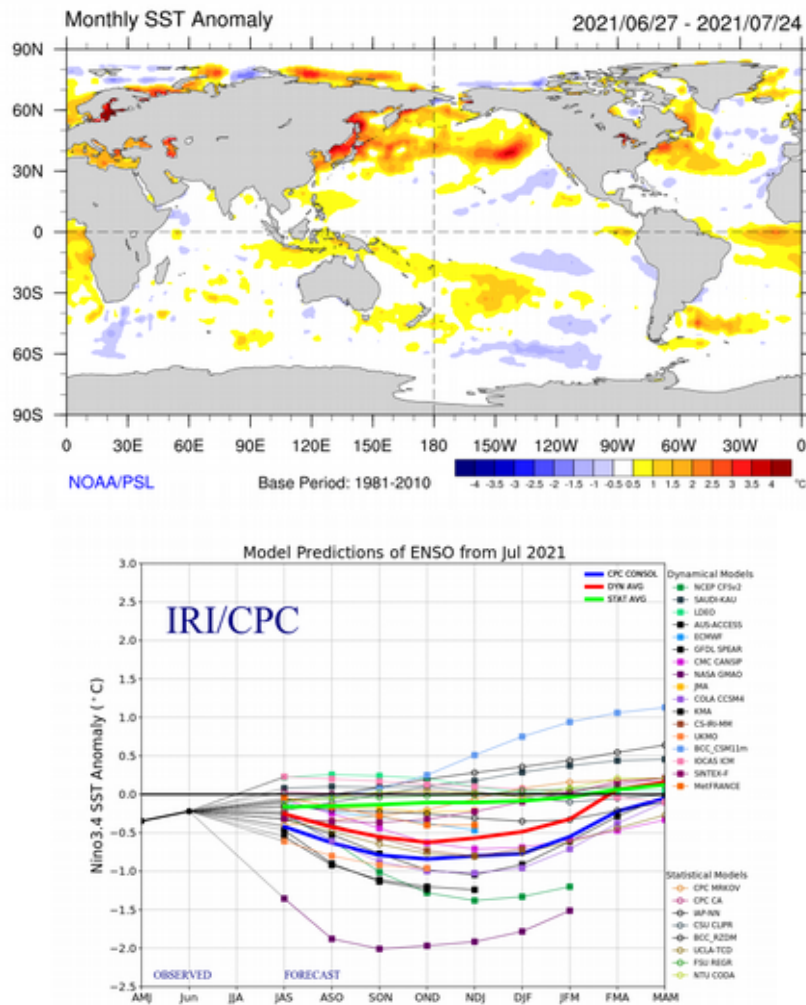 Monthly SST Anomaly 2021/06/27 - 2021/07/24
90N
60N
30N
0
30S
60S
90S
0 30E 60E 90E 120E 150E 180 150W 120W 90W 60W 30W 0
NOAA/PSL Base Period: 1981-2010
-4 -3.5 -3 -2.5 -2 -1.5 -1 -0.5 0.5 1 1.5 2 2.5 3 3.5 4 °C
Model Predictions of ENSO from Jul 2021
IRI/CPC
CPC CONSOL
DYN AVG
STAT AVG
Nino3.4 SST Anomaly (°C)
3.0
2.5
2.0
1.5
1.0
0.5
0.0
−0.5
−1.0
−1.5
−2.0
−2.5
OBSERVED FORECAST
AMJ Jun JJA JAS ASO SON OND NDJ DJF JFM FMA MAM
Dynamical Models
NCEP CFSv2
SAUDI-KAU
LDEO
AUS-ACCESS
ECMWF
GFDL SPEAR
CMC CANSIP
NASA GMAO
JMA
COLA CCSM4
KMA
CS-IRI-MM
UKMO
BCC_CSM11m
IOCAS ICM
SINTEX-F
MetFRANCE
Statistical Models
CPC MRKOV
CPC CA
IAP-NN
CSU CLIPR
BCC_RZDM
UCLA-TCD
FSU REGR
NTU CODA